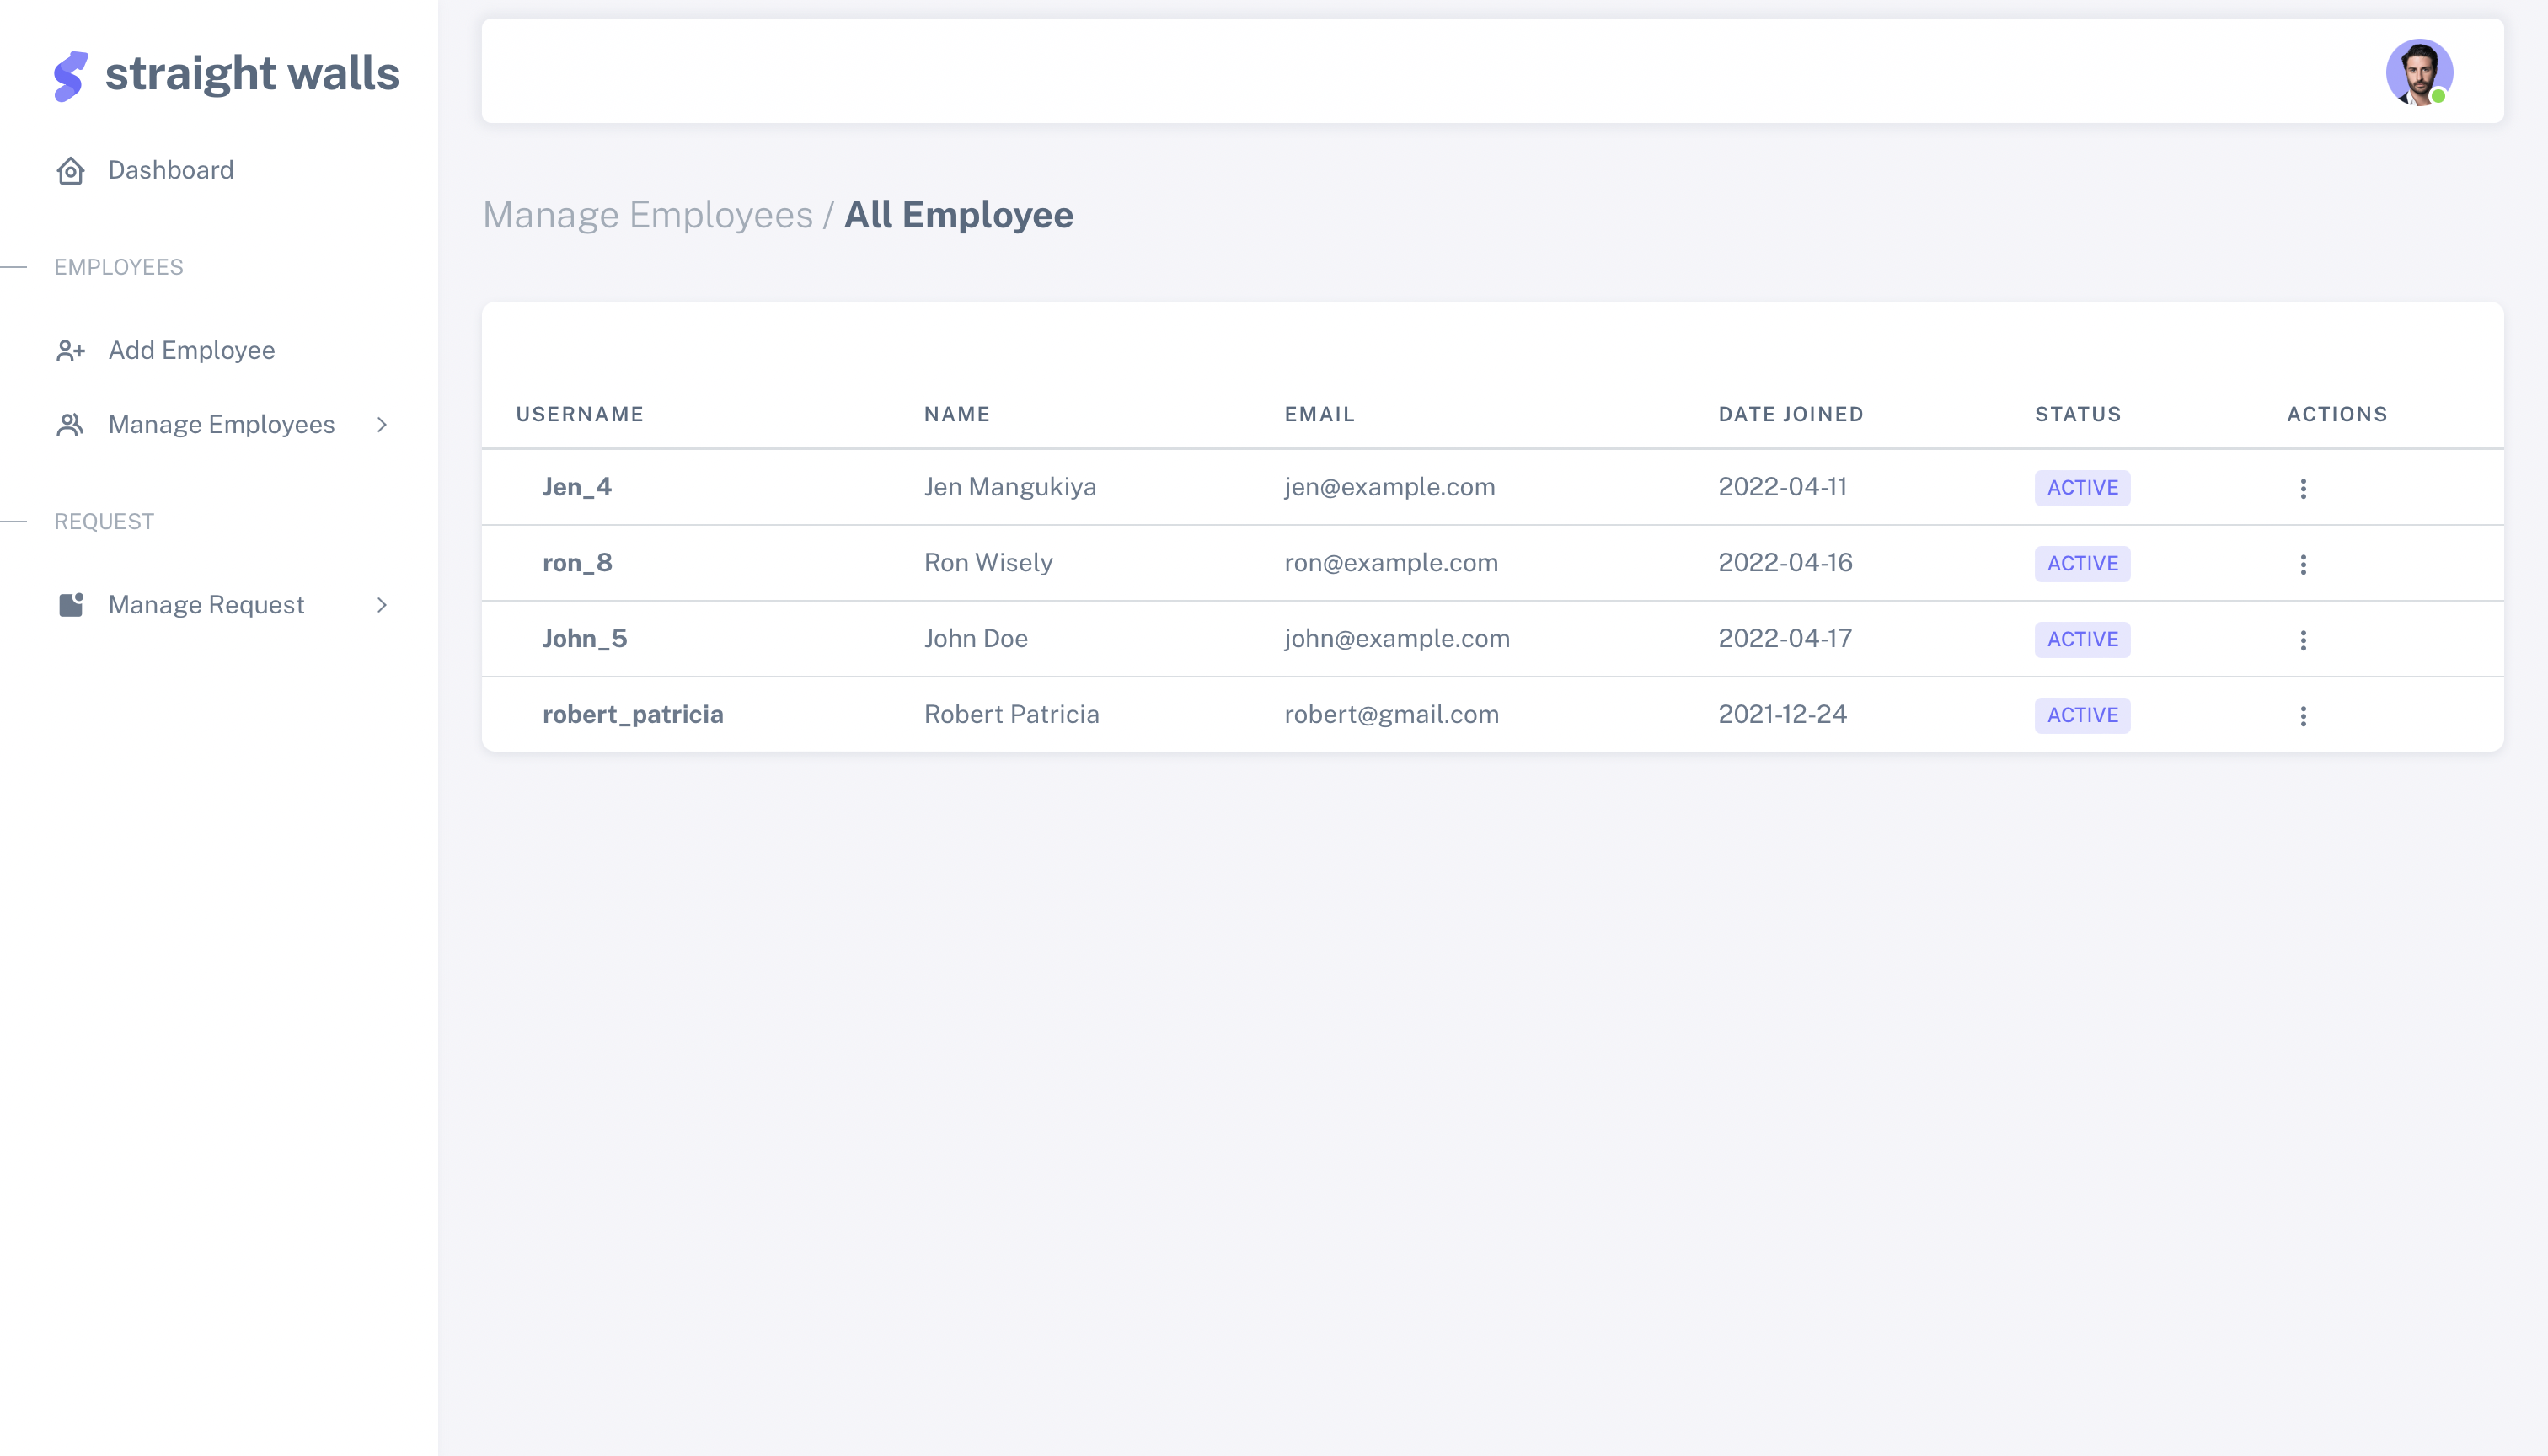 straight walls
Dashboard
EMPLOYEES
Add Employee
Manage Employees
REQUEST
Manage Request
Manage Employees / All Employee
USERNAME NAME EMAIL DATE JOINED STATUS ACTIONS
Jen_4 Jen Mangukiya jen@example.com 2022-04-11 ACTIVE
ron_8 Ron Wisely ron@example.com 2022-04-16 ACTIVE
John_5 John Doe john@example.com 2022-04-17 ACTIVE
robert_patricia Robert Patricia robert@gmail.com 2021-12-24 ACTIVE